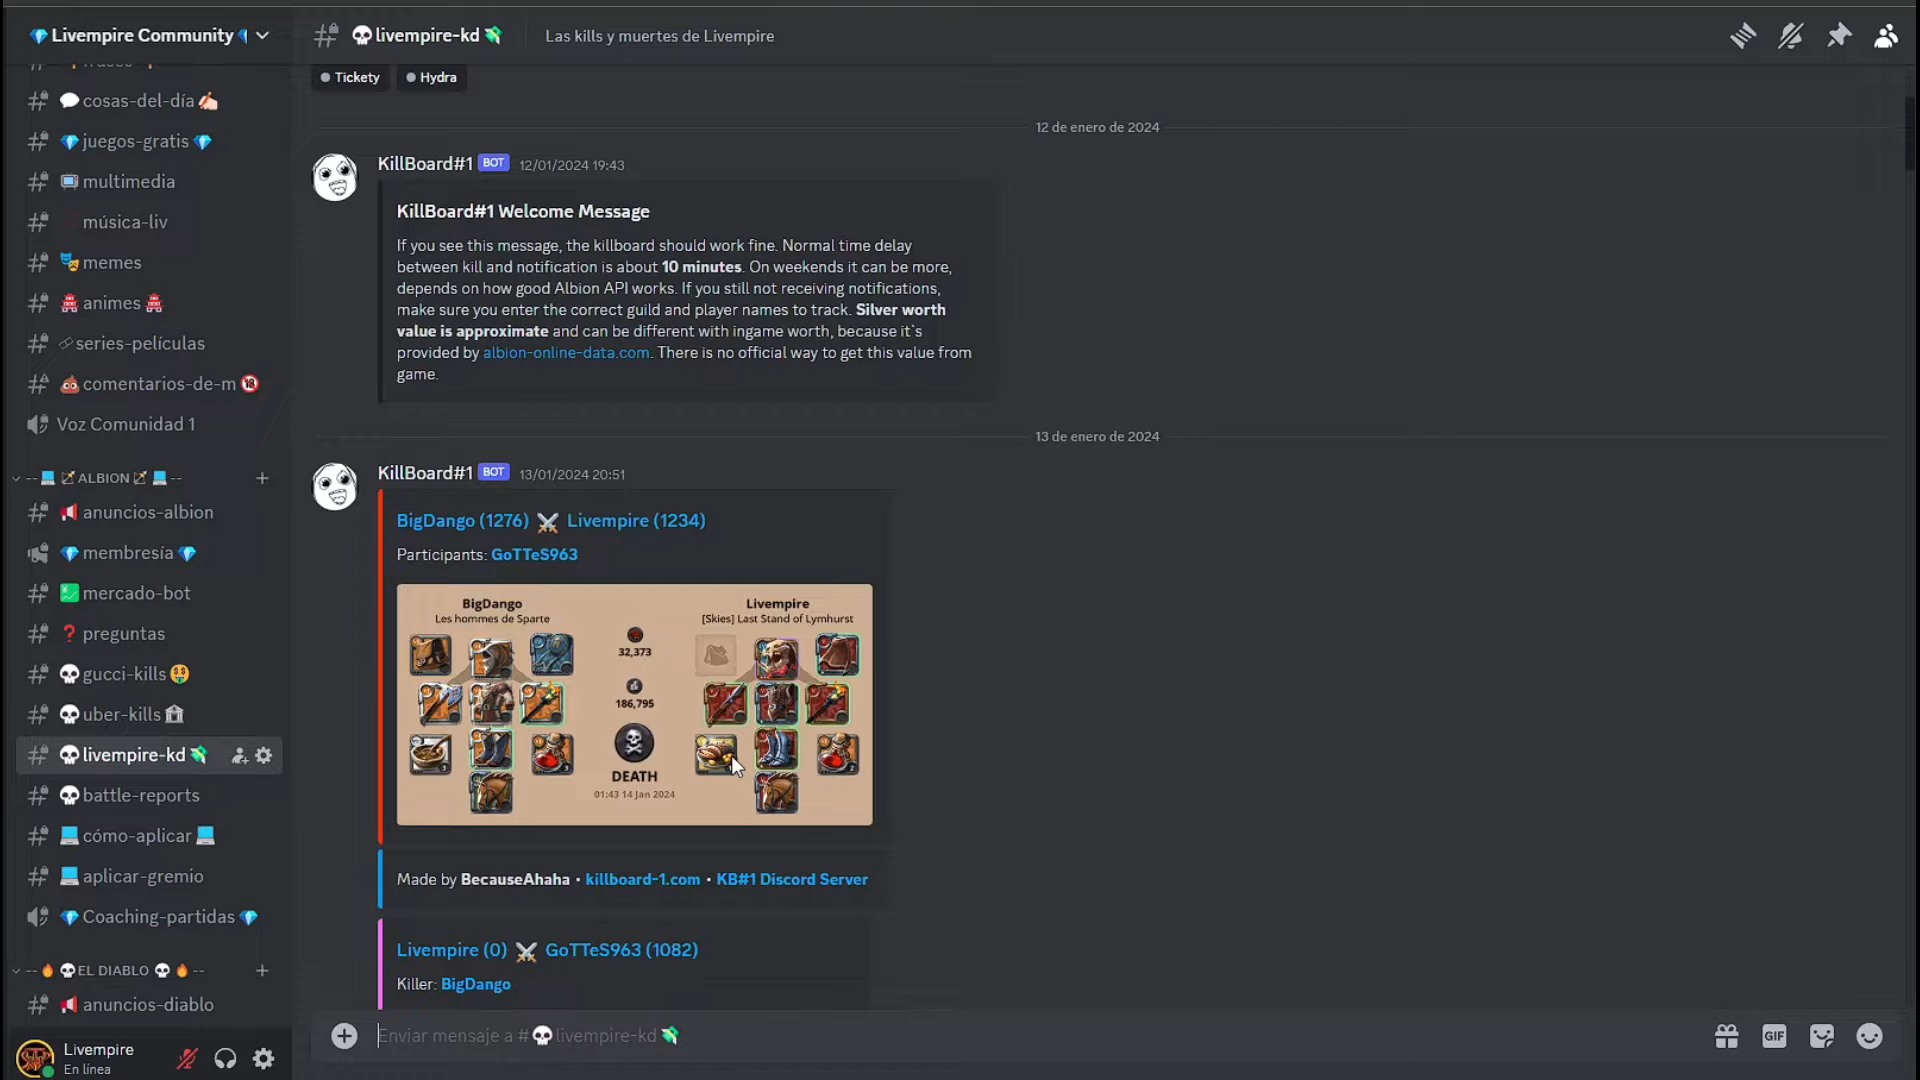 Livempire Community
livempire-kd
Las kills y muertes de Livempire
cosas-del-día
juegos-gratis
multimedia
música-liv
memes
animes
series-películas
comentarios-de-m
Voz Comunidad 1
-- ALBION --
anuncios-albion
membresía
mercado-bot
preguntas
gucci-kills
uber-kills
livempire-kd
battle-reports
cómo-aplicar
aplicar-gremio
Coaching-partidas
-- EL DIABLO --
anuncios-diablo
Livempire
En línea
Tickety
Hydra
12 de enero de 2024
KillBoard#1 BOT 12/01/2024 19:43
KillBoard#1 Welcome Message
If you see this message, the killboard should work fine. Normal time delay
between kill and notification is about 10 minutes. On weekends it can be more,
depends on how good Albion API works. If you still not receiving notifications,
make sure you enter the correct guild and player names to track. Silver worth
value is approximate and can be different with ingame worth, because it`s
provided by albion-online-data.com. There is no official way to get this value from
game.
13 de enero de 2024
KillBoard#1 BOT 13/01/2024 20:51
BigDango (1276) Livempire (1234)
Participants: GoTTeS963
BigDango
Les hommes de Sparte
Livempire
[Skies] Last Stand of Lymhurst
32,373
186,795
DEATH
01:43 14 Jan 2024
Made by BecauseAhaha • killboard-1.com • KB#1 Discord Server
Livempire (0) GoTTeS963 (1082)
Killer: BigDango
Enviar mensaje a # livempire-kd
GIF